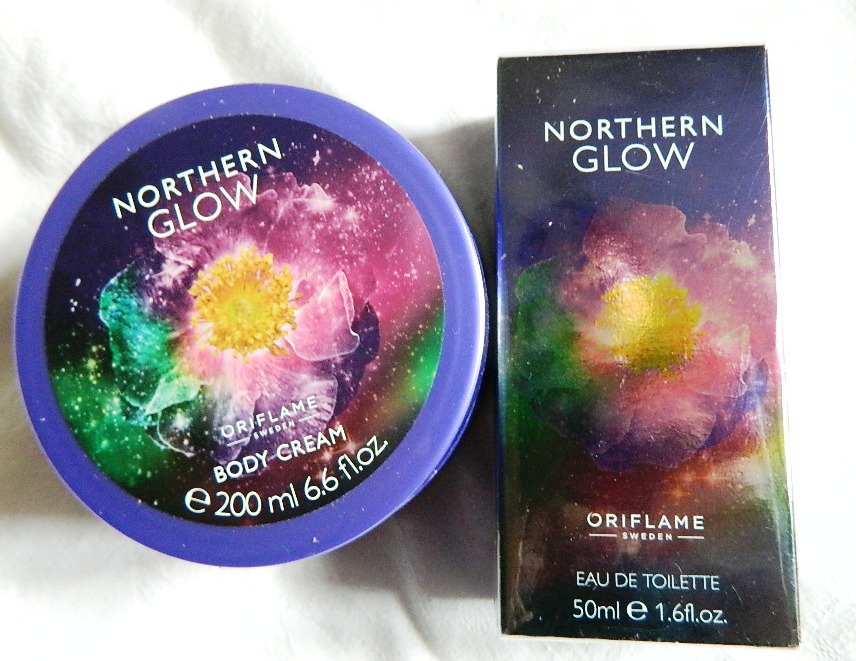 NORTHERN
GLOW
ORIFLAME
SWEDEN
BODY CREAM
e 200 ml 6.6 fl.oz.
NORTHERN
GLOW
ORIFLAME
SWEDEN
EAU DE TOILETTE
50ml e 1.6fl.oz.